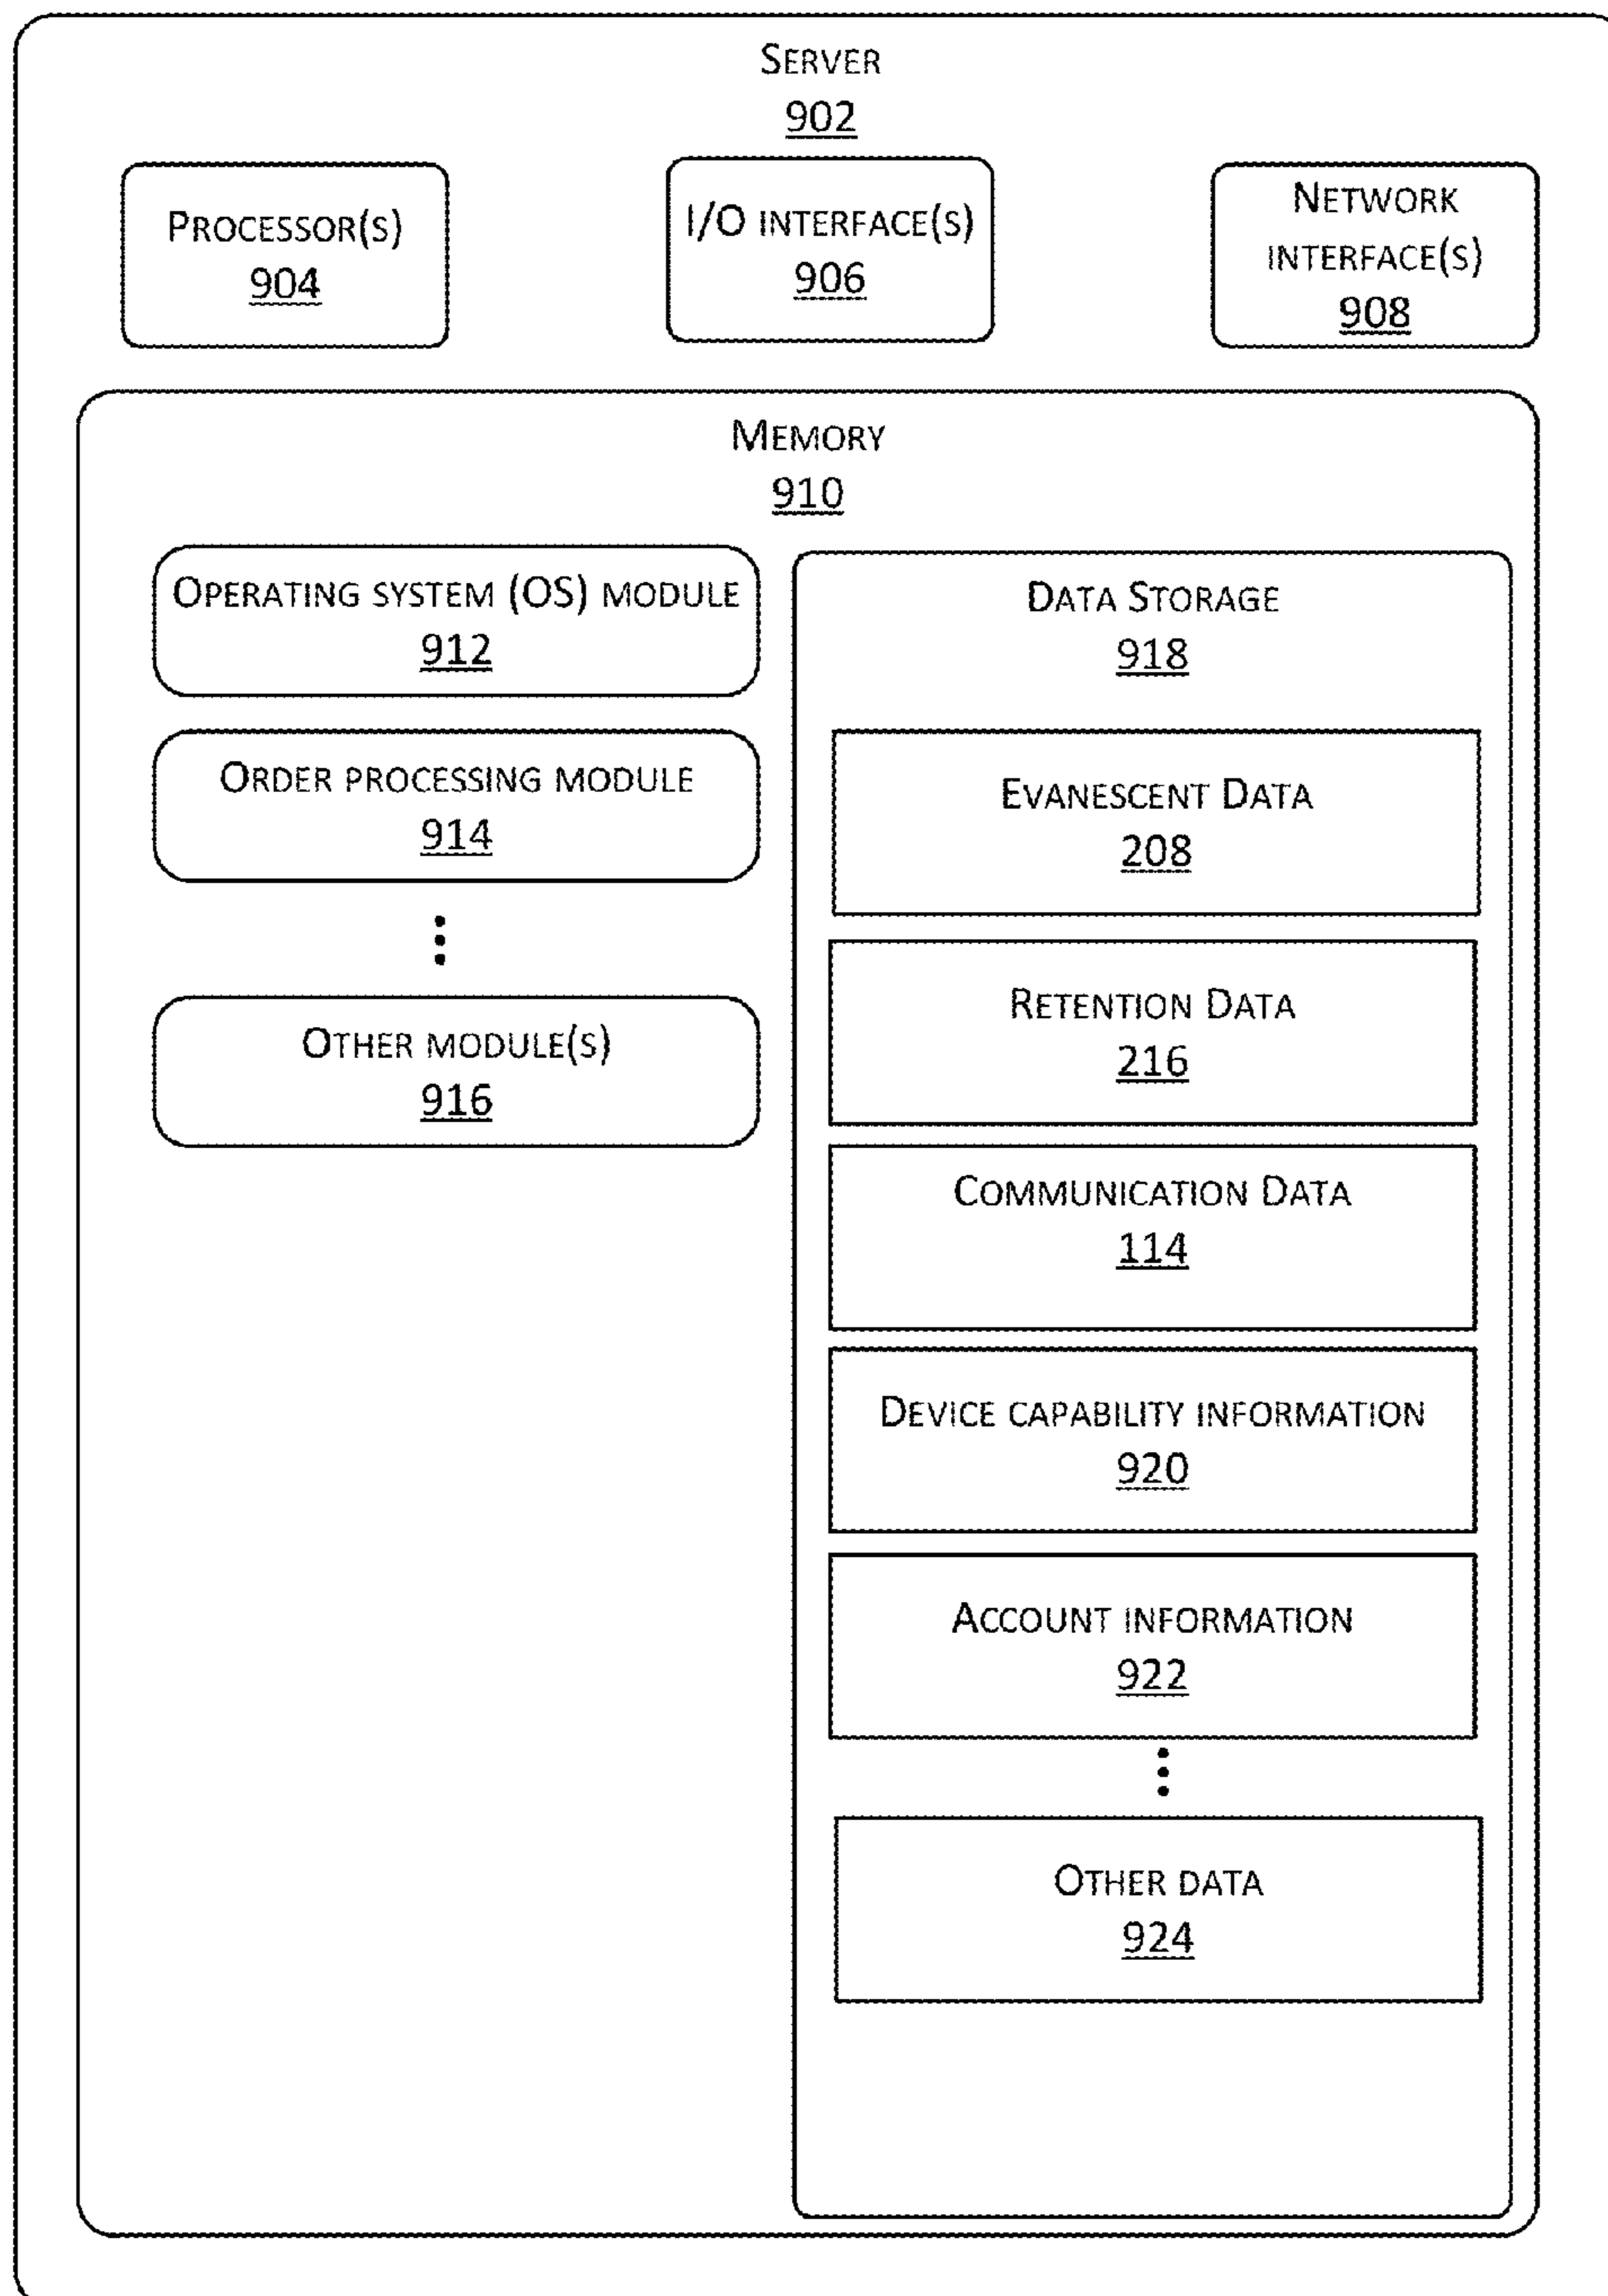 SERVER
902
PROCESSOR(S)
904
I/O INTERFACE(S)
906
NETWORK
INTERFACE(S)
908
MEMORY
910
OPERATING SYSTEM (OS) MODULE
912
ORDER PROCESSING MODULE
914
OTHER MODULE(S)
916
DATA STORAGE
918
EVANESCENT DATA
208
RETENTION DATA
216
COMMUNICATION DATA
114
DEVICE CAPABILITY INFORMATION
920
ACCOUNT INFORMATION
922
OTHER DATA
924